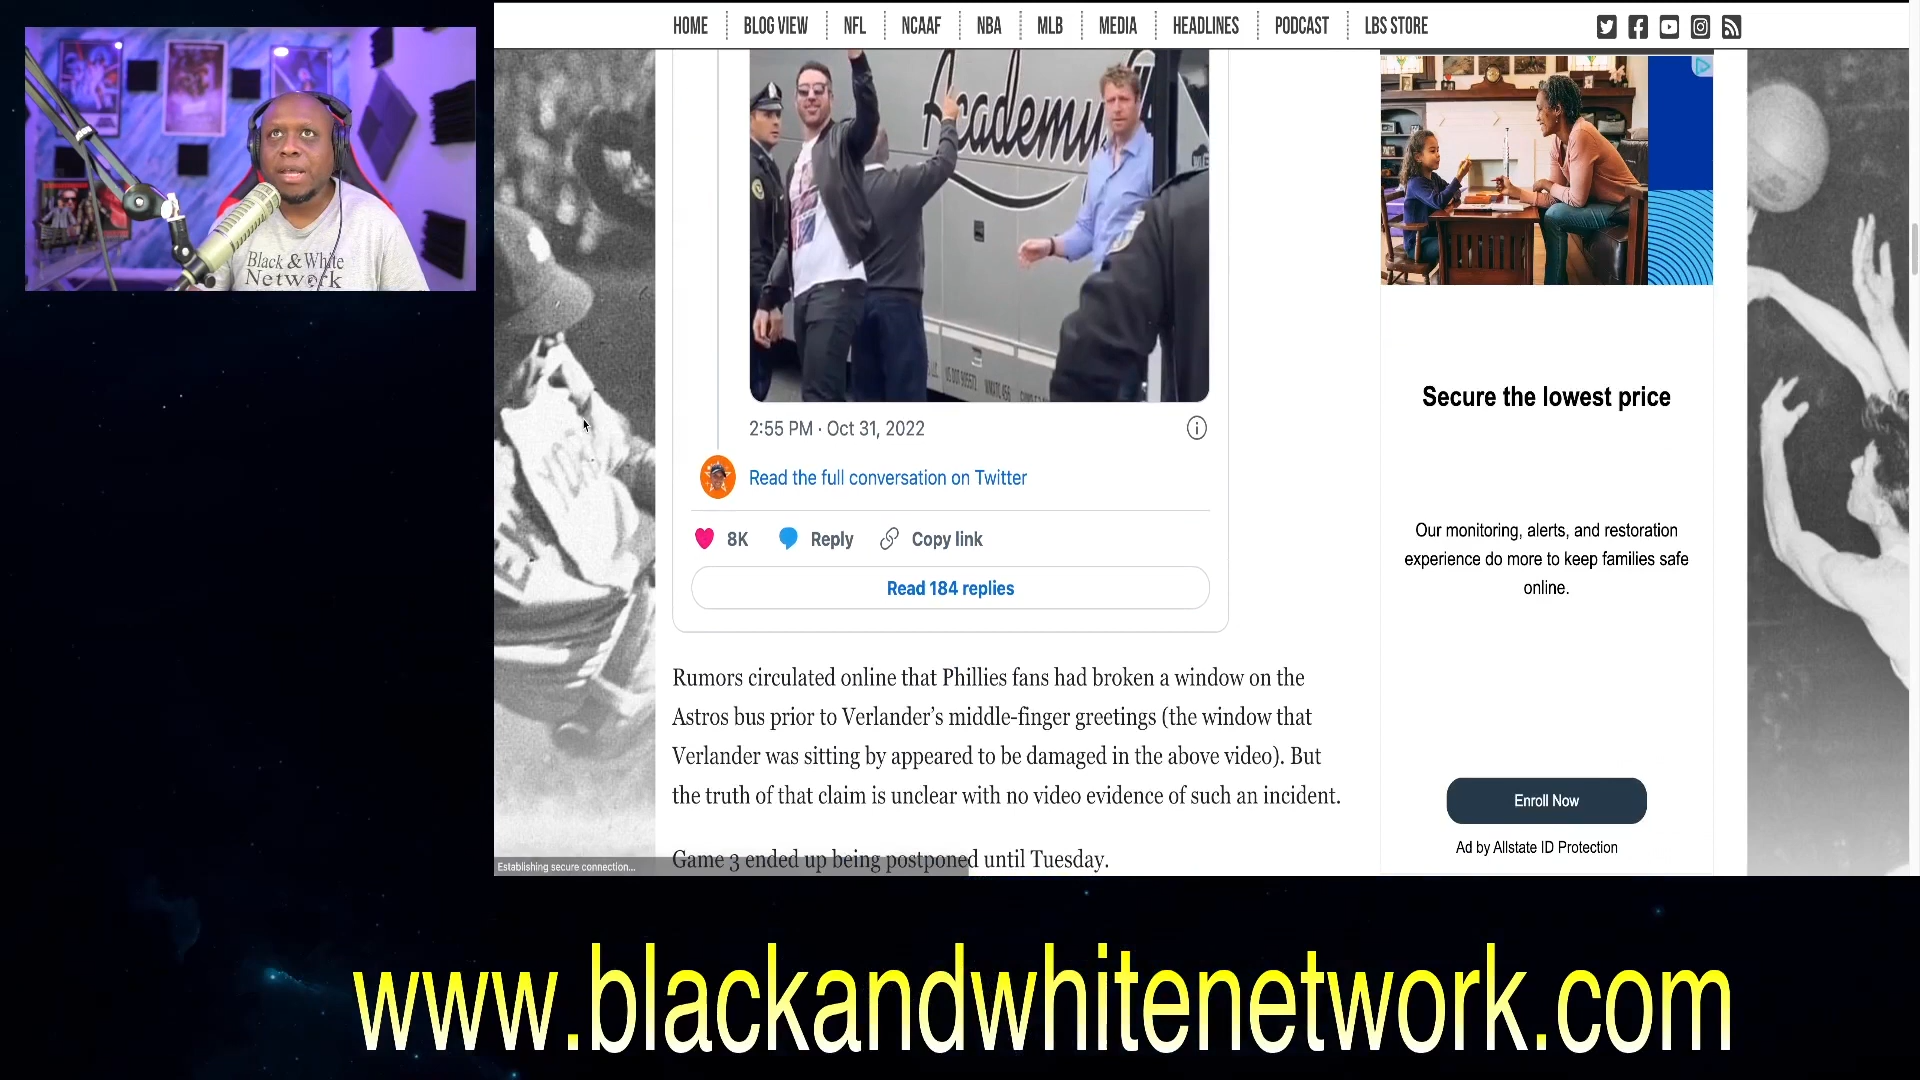 HOME
BLOG VIEW
NFL
NCAAF
NBA
MLB
MEDIA
HEADLINES
PODCAST
LBS STORE
Academy
Black & White
Network
2:55 PM · Oct 31, 2022
Read the full conversation on Twitter
8K
Reply
Copy link
Read 184 replies
Rumors circulated online that Phillies fans had broken a window on the
Astros bus prior to Verlander’s middle-finger greetings (the window that
Verlander was sitting by appeared to be damaged in the above video). But
the truth of that claim is unclear with no video evidence of such an incident.
Game 3 ended up being postponed until Tuesday.
Establishing secure connection...
Secure the lowest price
Our monitoring, alerts, and restoration
experience do more to keep families safe
online.
Enroll Now
Ad by Allstate ID Protection
www.blackandwhitenetwork.com